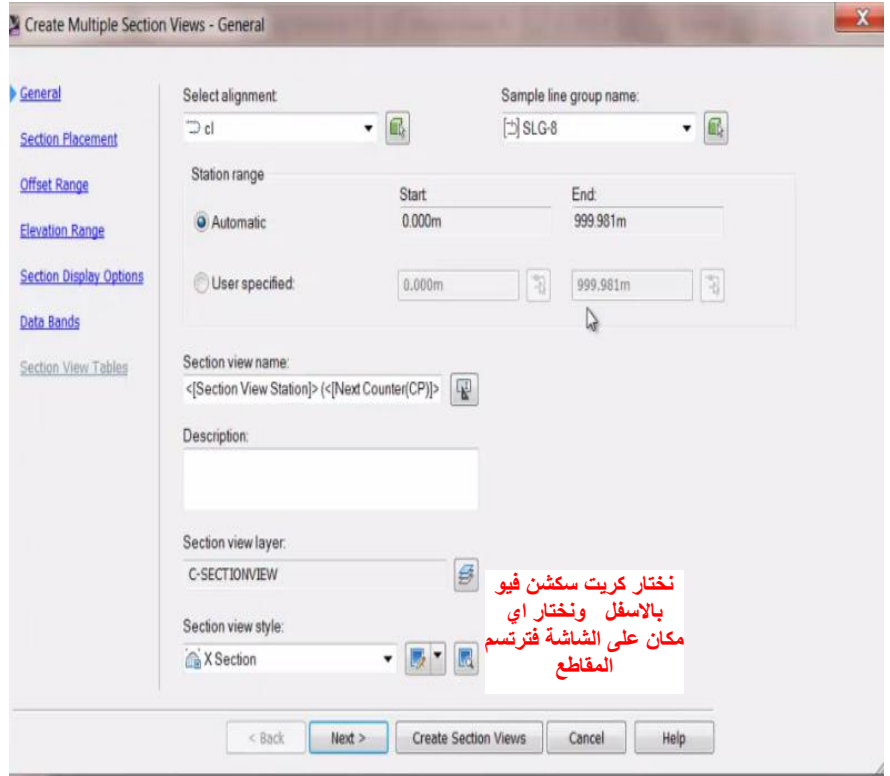 Create Multiple Section Views - General
General
Section Placement
Offset Range
Elevation Range
Section Display Options
Data Bands
Section View Tables
Select alignment:
cl
Sample line group name:
SLG-8
Station range
Start: End:
Automatic 0.000m 999.981m
User specified: 0.000m 999.981m
Section view name:
<[Section View Station]> (<[Next Counter(CP)]>
Description:
Section view layer:
C-SECTIONVIEW
Section view style:
X Section
نختار كريت سكشن فيو
بالاسفل ونختار اي
مكان على الشاشة فترتسم
المقاطع
< Back Next > Create Section Views Cancel Help